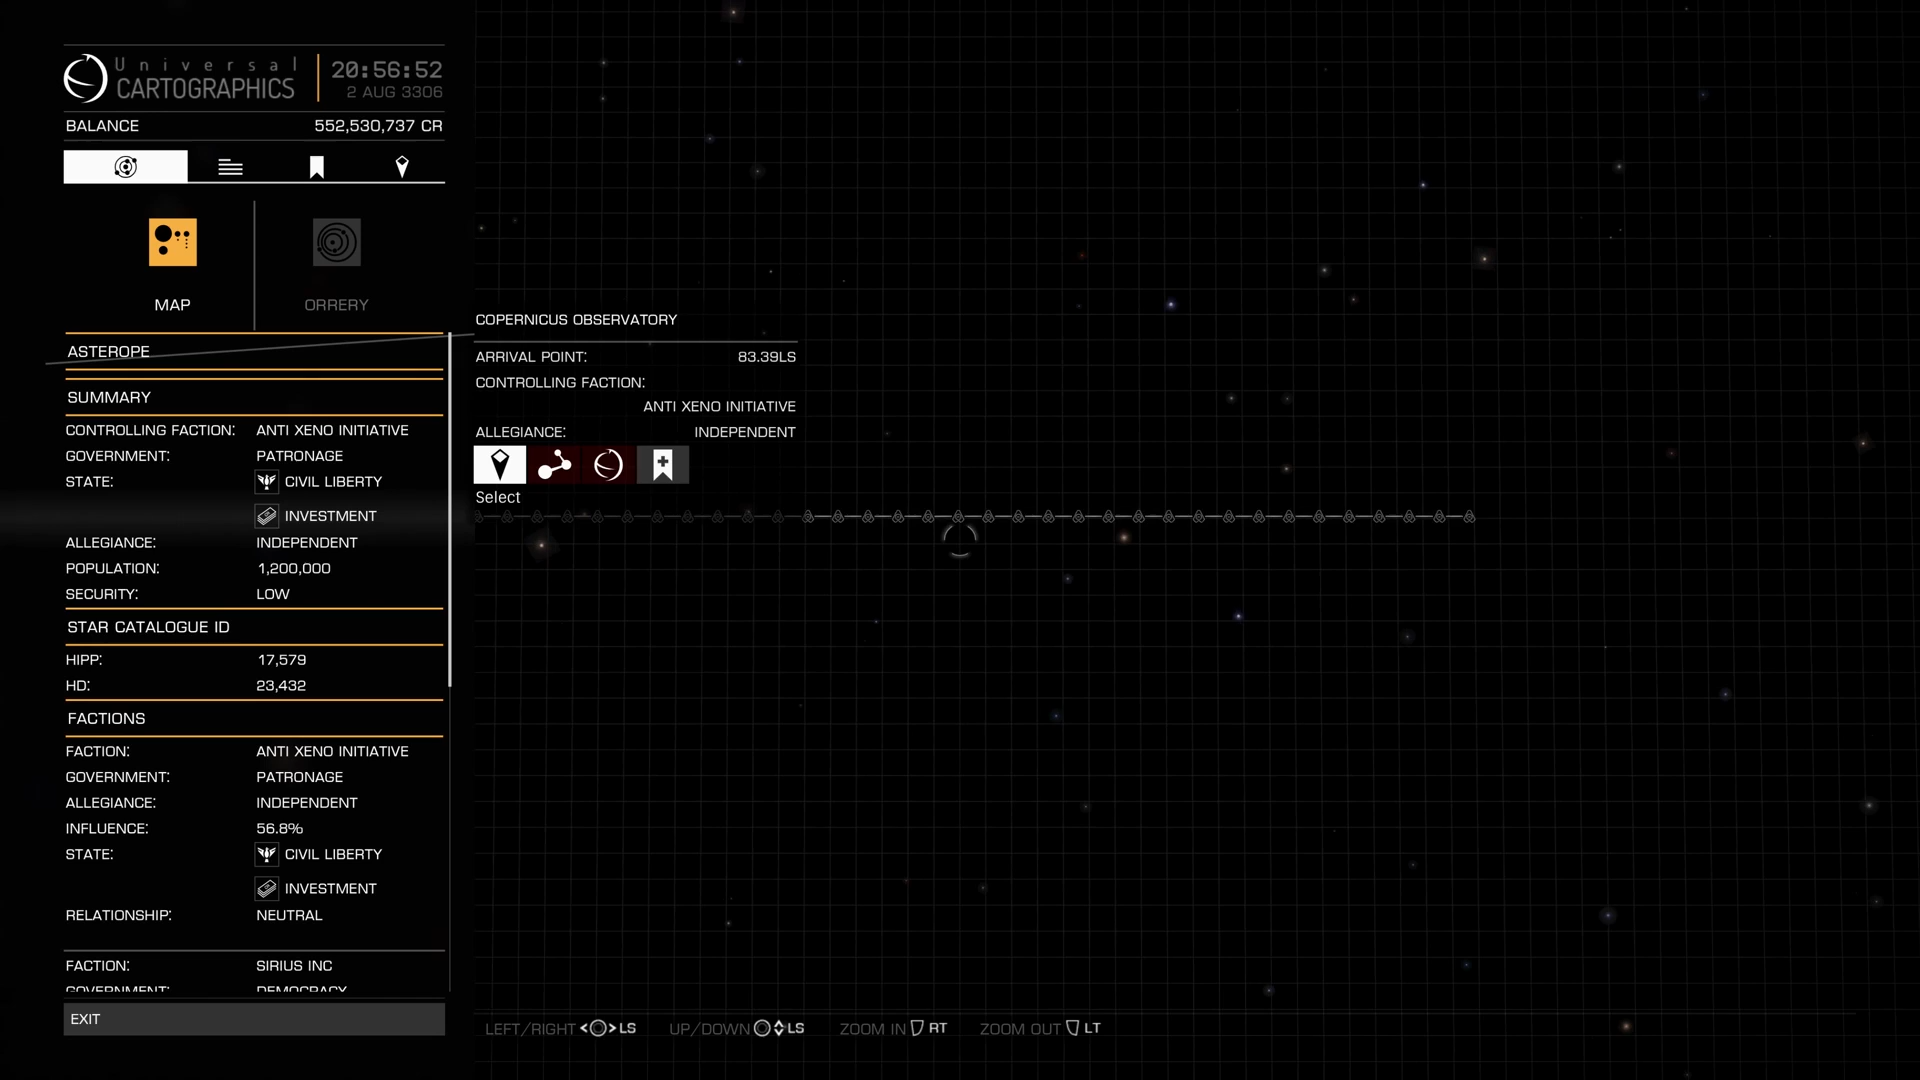 Universal
CARTOGRAPHICS
20:56:52
2 AUG 3306
BALANCE 552,530,737 CR
MAP
ORRERY
ASTEROPE
SUMMARY
CONTROLLING FACTION: ANTI XENO INITIATIVE
GOVERNMENT: PATRONAGE
STATE: CIVIL LIBERTY
INVESTMENT
ALLEGIANCE: INDEPENDENT
POPULATION: 1,200,000
SECURITY: LOW
STAR CATALOGUE ID
HIPP: 17,579
HD: 23,432
FACTIONS
FACTION: ANTI XENO INITIATIVE
GOVERNMENT: PATRONAGE
ALLEGIANCE: INDEPENDENT
INFLUENCE: 56.8%
STATE: CIVIL LIBERTY
INVESTMENT
RELATIONSHIP: NEUTRAL
FACTION: SIRIUS INC
GOVERNMENT: DEMOCRACY
EXIT
COPERNICUS OBSERVATORY
ARRIVAL POINT: 83.39LS
CONTROLLING FACTION:
ANTI XENO INITIATIVE
ALLEGIANCE: INDEPENDENT
Select
LEFT/RIGHT LS UP/DOWN LS ZOOM IN RT ZOOM OUT LT